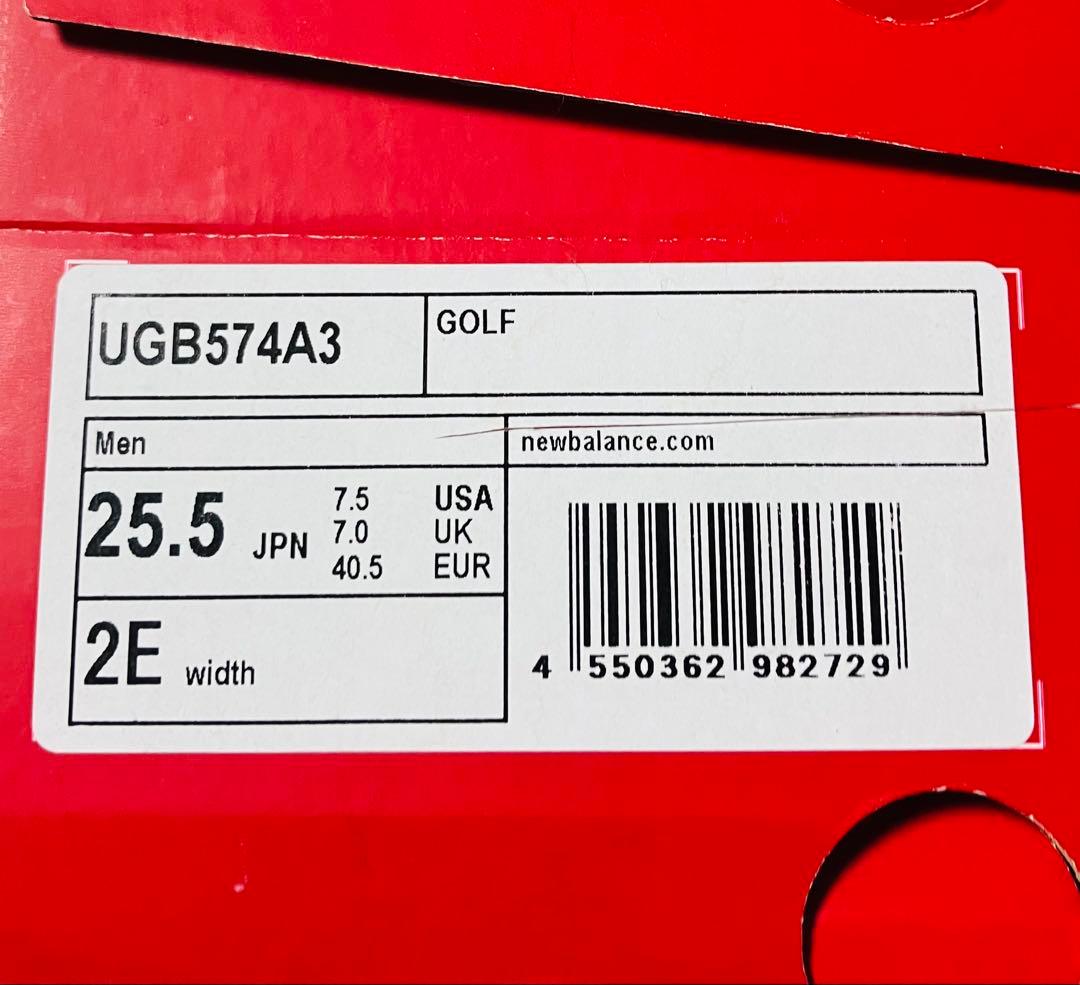 UGB574A3
GOLF
Men
newbalance.com
25.5 JPN
7.5 USA
7.0 UK
40.5 EUR
2E width
4 550362 982729